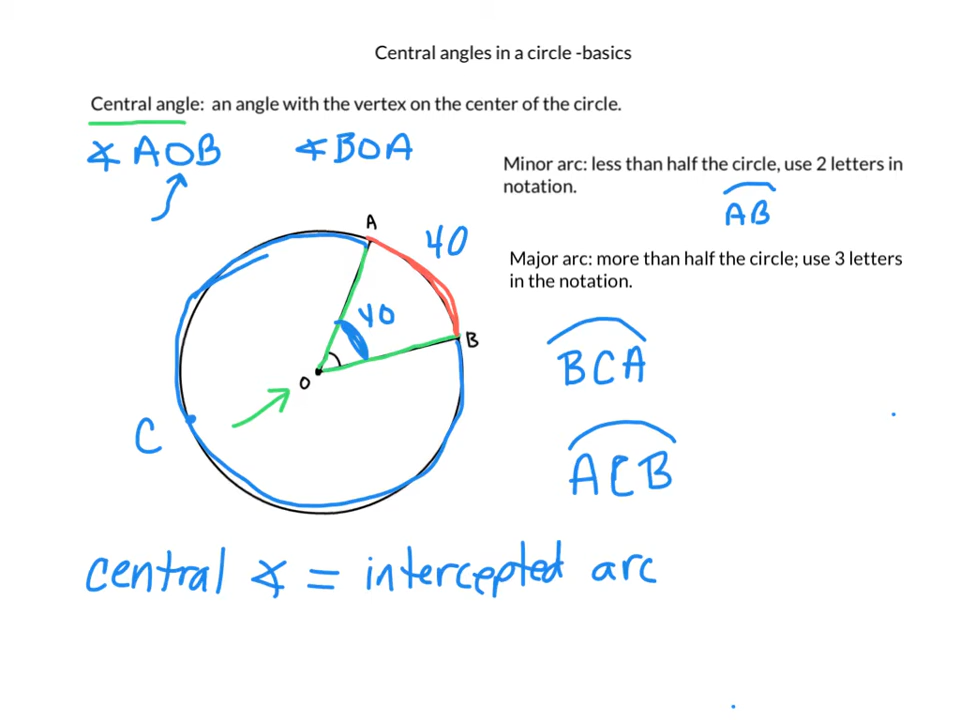 Central angles in a circle -basics
Central angle: an angle with the vertex on the center of the circle.
∡ AOB ∡ BOA
Minor arc: less than half the circle, use 2 letters in
notation.
AB
A
40
Major arc: more than half the circle; use 3 letters
in the notation.
40
B
BCA
O
C
ACB
central ∡ = intercepted arc